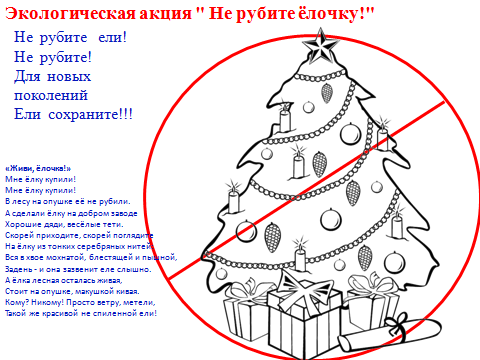 Экологическая акция " Не рубите ёлочку!"
Не рубите ели!
Не рубите!
Для новых
поколений
Ели сохраните!!!
«Живи, ёлочка!»
Мне ёлку купили!
Мне ёлку купили!
В лесу на опушке её не рубили.
А сделали ёлку на добром заводе
Хорошие дяди, весёлые тети.
Скорей приходите, скорей поглядите
На ёлку из тонких серебряных нитей:
Вся в хвое мохнатой, блестящей и пышной,
Задень - и она зазвенит еле слышно.
А ёлка лесная осталась живая,
Стоит на опушке, макушкой кивая.
Кому? Никому! Просто ветру, метели,
Такой же красивой не спиленной ели!